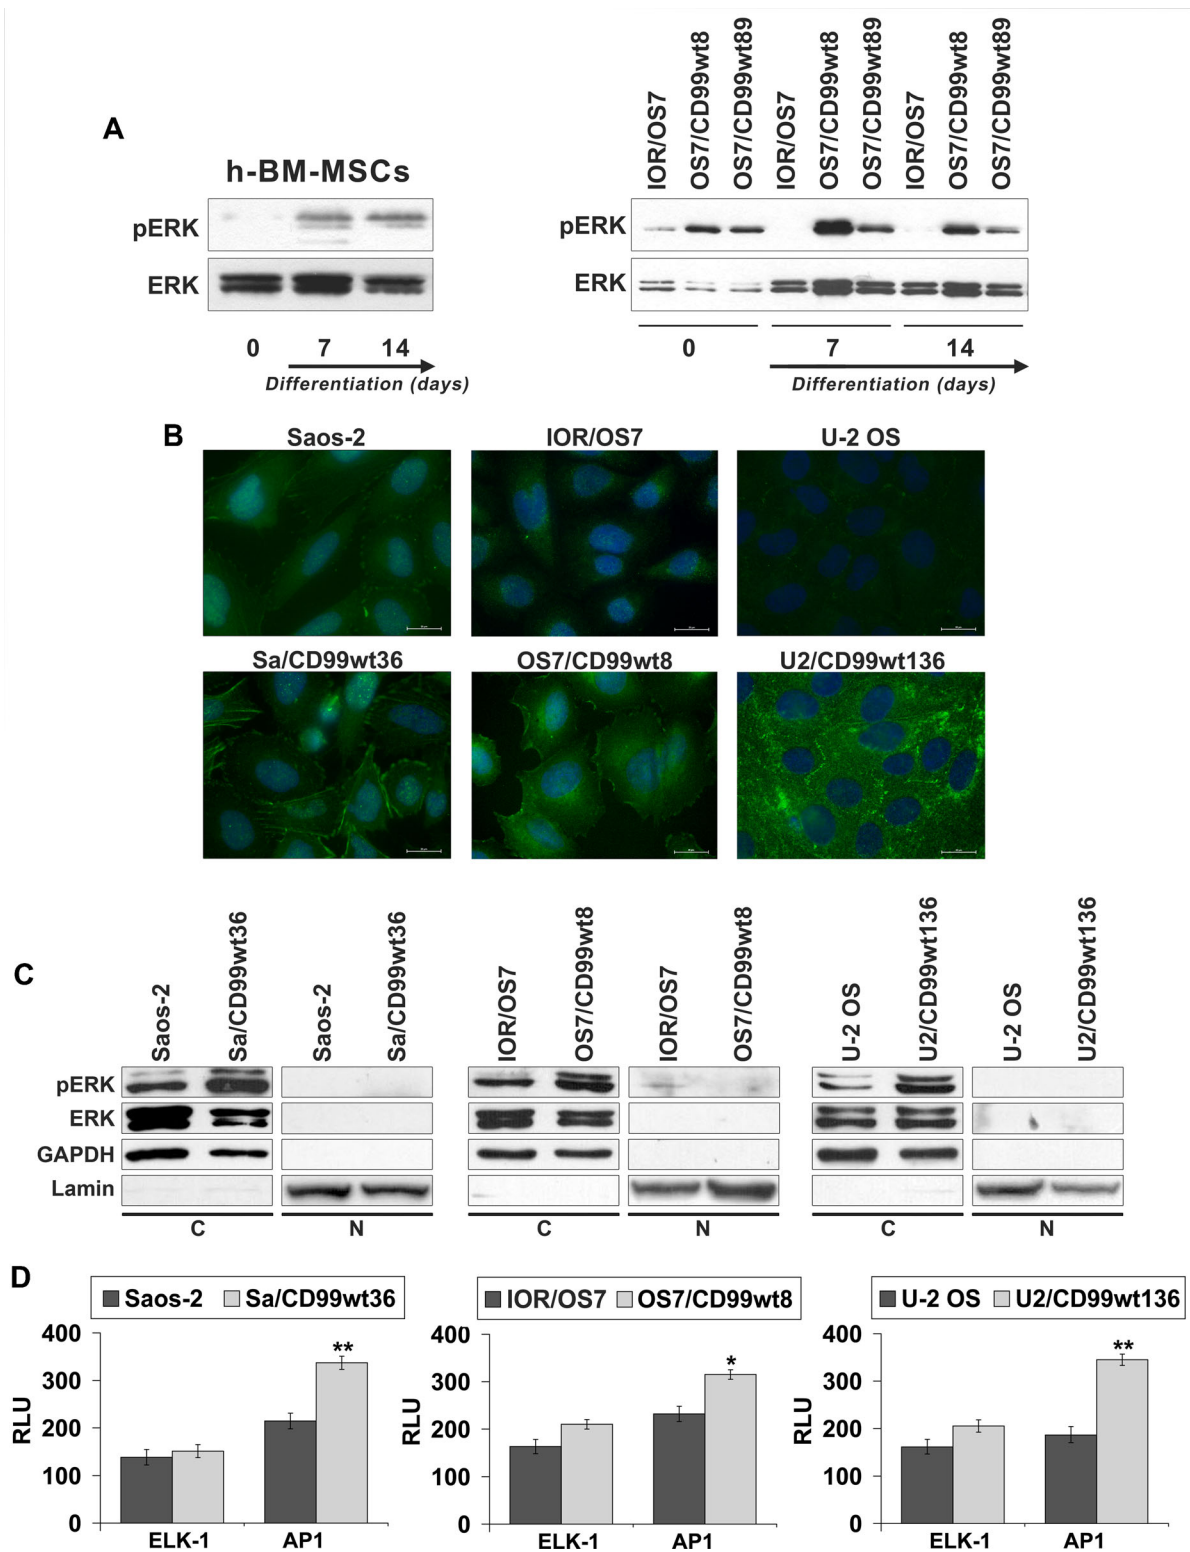 A
h-BM-MSCs
pERK
ERK
0 7 14
Differentiation (days)
IOR/OS7 OS7/CD99wt8 OS7/CD99wt89 IOR/OS7 OS7/CD99wt8 OS7/CD99wt89 IOR/OS7 OS7/CD99wt8 OS7/CD99wt89
pERK
ERK
0 7 14
Differentiation (days)
B
Saos-2 IOR/OS7 U-2 OS
Sa/CD99wt36 OS7/CD99wt8 U2/CD99wt136
C
Saos-2 Sa/CD99wt36 Saos-2 Sa/CD99wt36 IOR/OS7 OS7/CD99wt8 IOR/OS7 OS7/CD99wt8 U-2 OS U2/CD99wt136 U-2 OS U2/CD99wt136
pERK
ERK
GAPDH
Lamin
C N C N C N
D
Saos-2 Sa/CD99wt36
RLU
400
300
200
100
0
**
ELK-1 AP1
IOR/OS7 OS7/CD99wt8
RLU
400
300
200
100
0
*
ELK-1 AP1
U-2 OS U2/CD99wt136
RLU
400
300
200
100
0
**
ELK-1 AP1